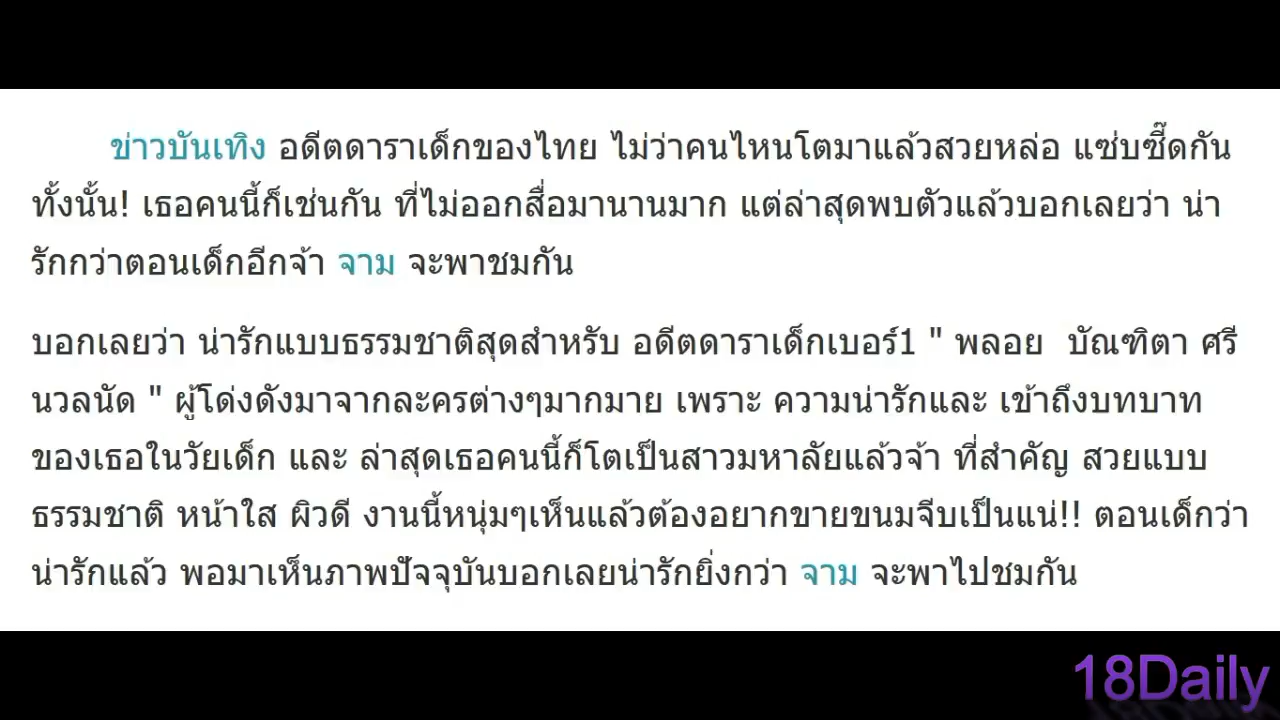 ข่าวบันเทิง อดีตดาราเด็กของไทย ไม่ว่าคนไหนโตมาแล้วสวยหล่อ แซ่บซี๊ดกัน
ทั้งนั้น! เธอคนนี้ก็เช่นกัน ที่ไม่ออกสื่อมานานมาก แต่ล่าสุดพบตัวแล้วบอกเลยว่า น่า
รักกว่าตอนเด็กอีกจ้า จาม จะพาชมกัน
บอกเลยว่า น่ารักแบบธรรมชาติสุดสำหรับ อดีตดาราเด็กเบอร์1 " พลอย  บัณฑิตา ศรี
นวลนัด " ผู้โด่งดังมาจากละครต่างๆมากมาย เพราะ ความน่ารักและ เข้าถึงบทบาท
ของเธอในวัยเด็ก และ ล่าสุดเธอคนนี้ก็โตเป็นสาวมหาลัยแล้วจ้า ที่สำคัญ สวยแบบ
ธรรมชาติ หน้าใส ผิวดี งานนี้หนุ่มๆเห็นแล้วต้องอยากขายขนมจีบเป็นแน่!! ตอนเด็กว่า
น่ารักแล้ว พอมาเห็นภาพปัจจุบันบอกเลยน่ารักยิ่งกว่า จาม จะพาไปชมกัน
18Daily